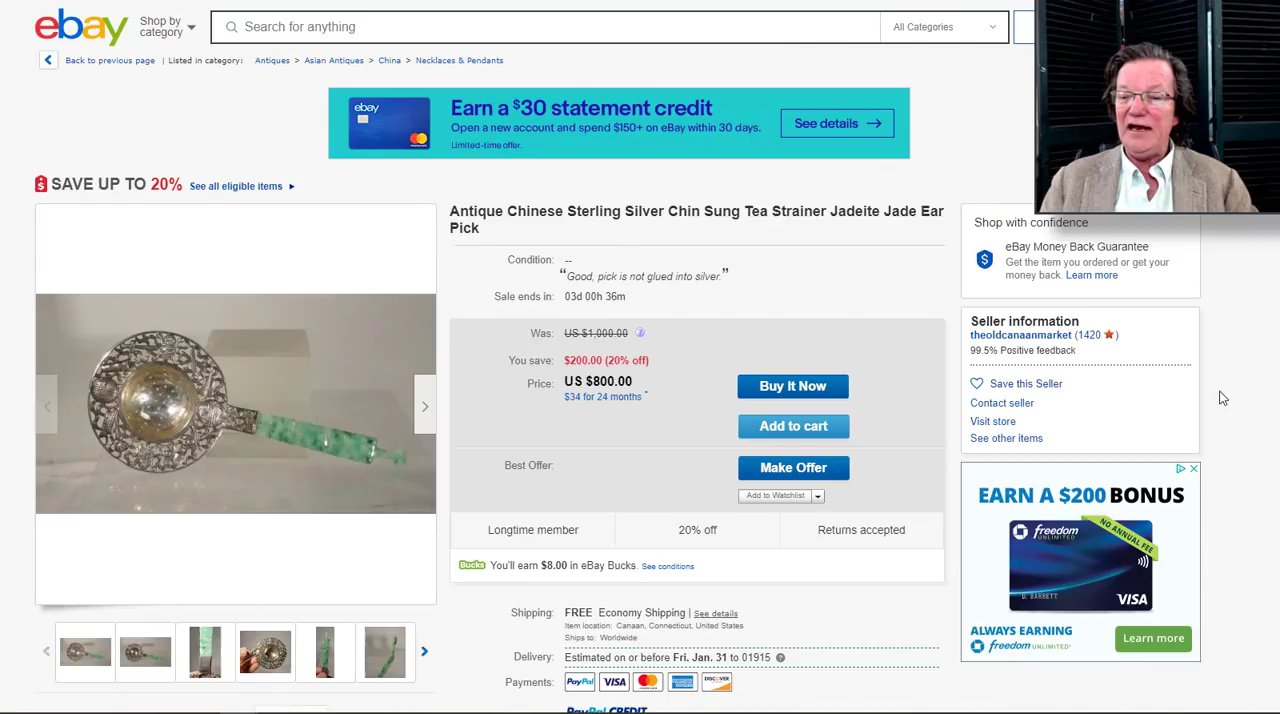 ebay
Shop by
category
Search for anything
All Categories
Back to previous page | Listed in category: Antiques > Asian Antiques > China > Necklaces & Pendants
ebay
Earn a $30 statement credit
Open a new account and spend $150+ on eBay within 30 days.
Limited-time offer.
See details →
SAVE UP TO 20% See all eligible items
Antique Chinese Sterling Silver Chin Sung Tea Strainer Jadeite Jade Ear
Pick
Condition: --
“Good, pick is not glued into silver.”
Sale ends in: 03d 00h 36m
Was: US $1,000.00
You save: $200.00 (20% off)
Price: US $800.00
$34 for 24 months
Buy It Now
Add to cart
Best Offer:
Make Offer
Add to Watchlist
Longtime member
20% off
Returns accepted
Bucks You'll earn $8.00 in eBay Bucks. See conditions
Shipping: FREE Economy Shipping | See details
Item location: Canaan, Connecticut, United States
Ships to: Worldwide
Delivery: Estimated on or before Fri. Jan. 31 to 01915
Payments: PayPal VISA DISCOVER
PayPal CREDIT
Shop with confidence
eBay Money Back Guarantee
Get the item you ordered or get your
money back. Learn more
Seller information
theoldcanaanmarket (1420 )
99.5% Positive feedback
Save this Seller
Contact seller
Visit store
See other items
EARN A $200 BONUS
freedom
UNLIMITED
NO ANNUAL FEE
D. BARRETT
VISA
ALWAYS EARNING
freedom
UNLIMITED
Learn more